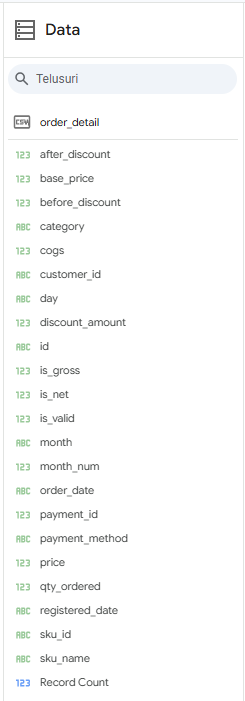 Data
Telusuri
CSV order_detail
123 after_discount
123 base_price
123 before_discount
ABC category
123 cogs
ABC customer_id
ABC day
123 discount_amount
ABC id
123 is_gross
123 is_net
123 is_valid
ABC month
123 month_num
ABC order_date
123 payment_id
ABC payment_method
123 price
123 qty_ordered
ABC registered_date
ABC sku_id
ABC sku_name
123 Record Count